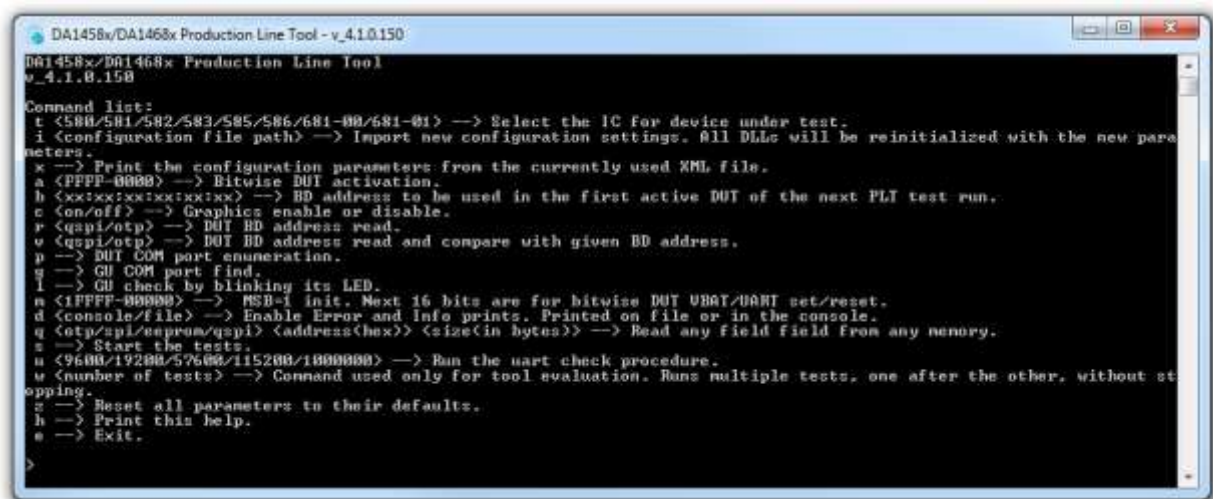 DA1458x/DA1468x Production Line Tool - v_4.1.0.150
DA1458x/DA1468x Production Line Tool
v_4.1.0.150
Command list:
t <580/581/582/583/585/586/681-00/681-01> --> Select the IC for device under test.
i <configuration file path> --> Import new configuration settings. All DLLs will be reinitialized with the new para
meters.
x --> Print the configuration parameters from the currently used XML file.
a <FFFF-0000> --> Bitwise DUT activation.
b <xx:xx:xx:xx:xx:xx> --> BD address to be used in the first active DUT of the next PLT test run.
c <on/off> --> Graphics enable or disable.
r <qspi/otp> --> DUT BD address read.
v <qspi/otp> --> DUT BD address read and compare with given BD address.
p --> DUT COM port enumeration.
g --> GU COM port find.
l --> GU check by blinking its LED.
m <1FFFF-00000> -->  MSB=1 init. Next 16 bits are for bitwise DUT VBAT/UART set/reset.
d <console/file> --> Enable Error and Info prints. Printed on file or in the console.
q <otp/spi/eeprom/qspi> <address(hex)> <size(in bytes)> --> Read any field field from any memory.
s --> Start the tests.
u <9600/19200/57600/115200/1000000> --> Run the uart check procedure.
w <number of tests> --> Command used only for tool evaluation. Runs multiple tests, one after the other, without st
opping.
z --> Reset all parameters to their defaults.
h --> Print this help.
e --> Exit.
>